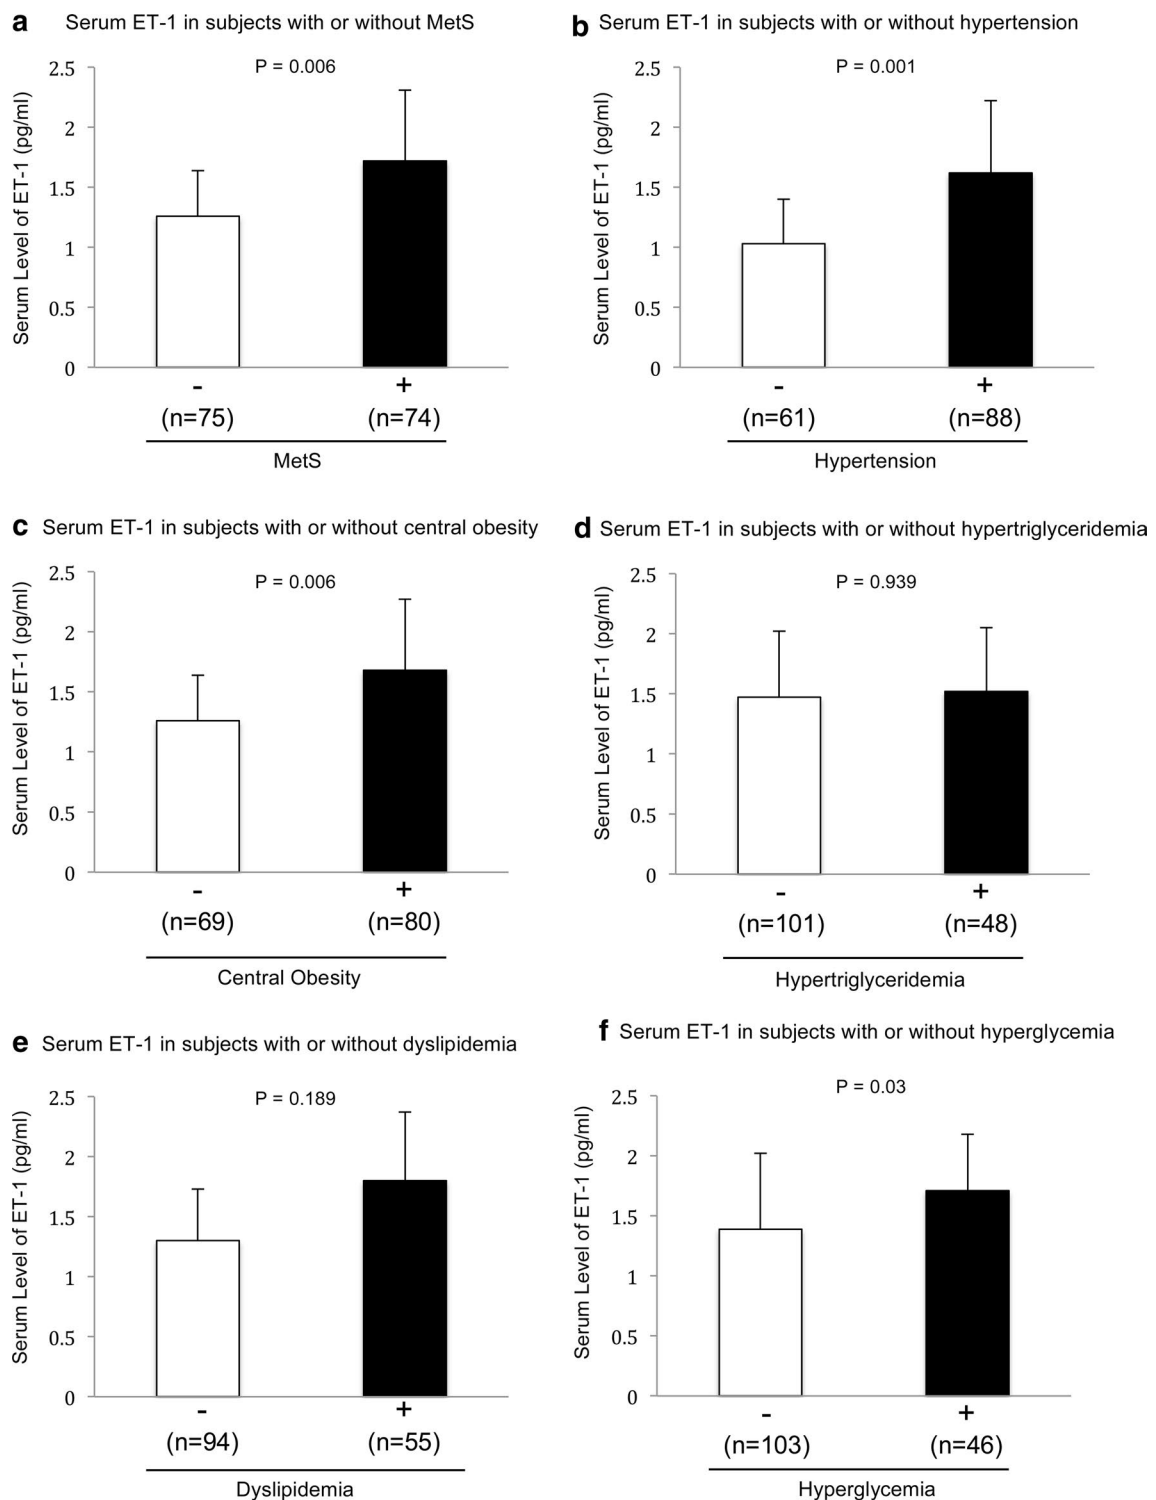 a Serum ET-1 in subjects with or without MetS
P = 0.006
Serum Level of ET-1 (pg/ml)
2.5
2
1.5
1
0.5
0
- +
(n=75) (n=74)
MetS
b Serum ET-1 in subjects with or without hypertension
P = 0.001
Serum Level of ET-1 (pg/ml)
2.5
2
1.5
1
0.5
0
- +
(n=61) (n=88)
Hypertension
c Serum ET-1 in subjects with or without central obesity
P = 0.006
Serum Level of ET-1 (pg/ml)
2.5
2
1.5
1
0.5
0
- +
(n=69) (n=80)
Central Obesity
d Serum ET-1 in subjects with or without hypertriglyceridemia
P = 0.939
Serum Level of ET-1 (pg/ml)
2.5
2
1.5
1
0.5
0
- +
(n=101) (n=48)
Hypertriglyceridemia
e Serum ET-1 in subjects with or without dyslipidemia
P = 0.189
Serum Level of ET-1 (pg/ml)
2.5
2
1.5
1
0.5
0
- +
(n=94) (n=55)
Dyslipidemia
f Serum ET-1 in subjects with or without hyperglycemia
P = 0.03
Serum Level of ET-1 (pg/ml)
2.5
2
1.5
1
0.5
0
- +
(n=103) (n=46)
Hyperglycemia